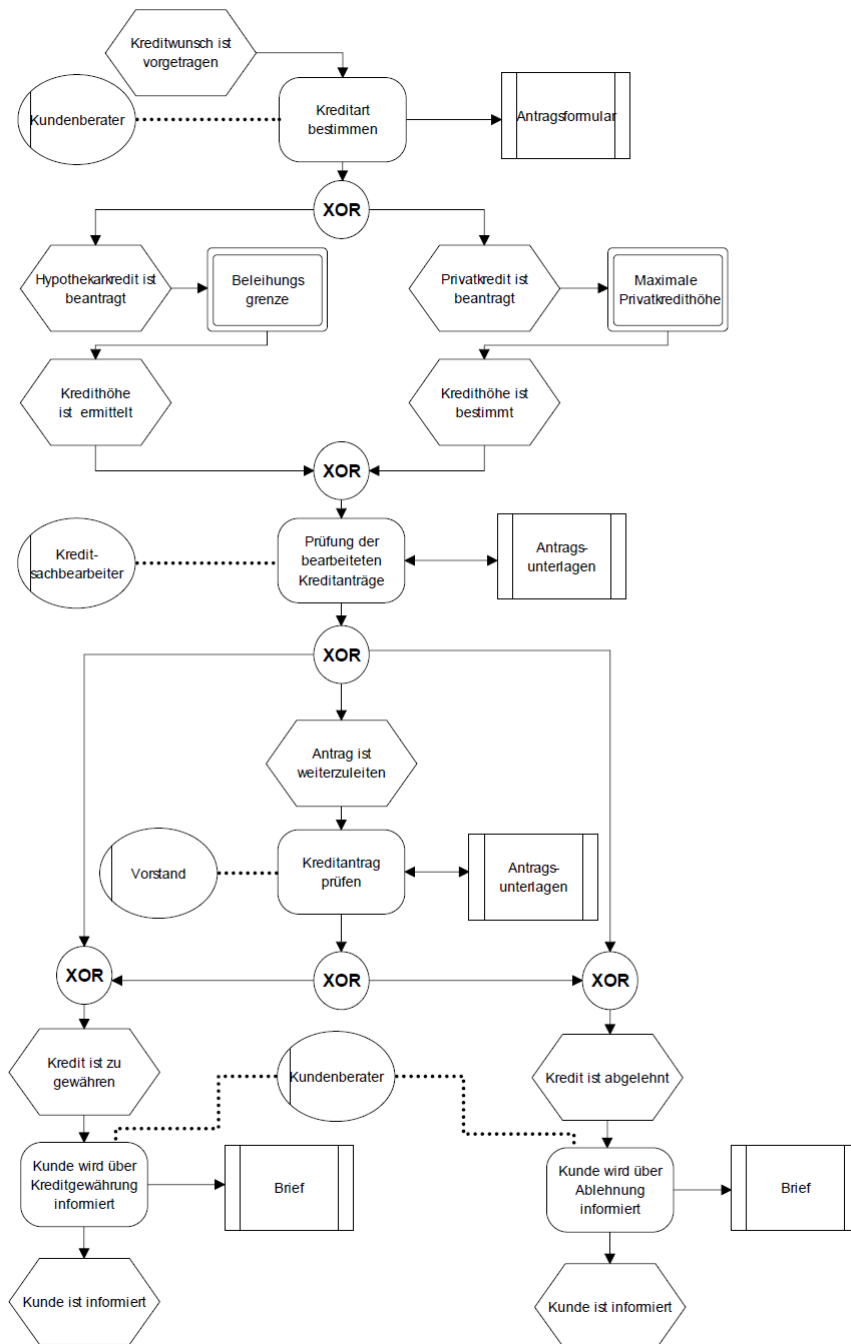 Kreditwunsch ist
vorgetragen
Kundenberater
Kreditart
bestimmen
Antragsformular
XOR
Hypothekarkredit ist
beantragt
Beleihungs
grenze
Privatkredit ist
beantragt
Maximale
Privatkredithöhe
Kredithöhe
ist ermittelt
Kredithöhe ist
bestimmt
XOR
Kredit-
sachbearbeiter
Prüfung der
bearbeiteten
Kreditanträge
Antrags-
unterlagen
XOR
Antrag ist
weiterzuleiten
Vorstand
Kreditantrag
prüfen
Antrags-
unterlagen
XOR
XOR
XOR
Kredit ist zu
gewähren
Kundenberater
Kredit ist abgelehnt
Kunde wird über
Kreditgewährung
informiert
Brief
Kunde wird über
Ablehnung
informiert
Brief
Kunde ist informiert
Kunde ist informiert